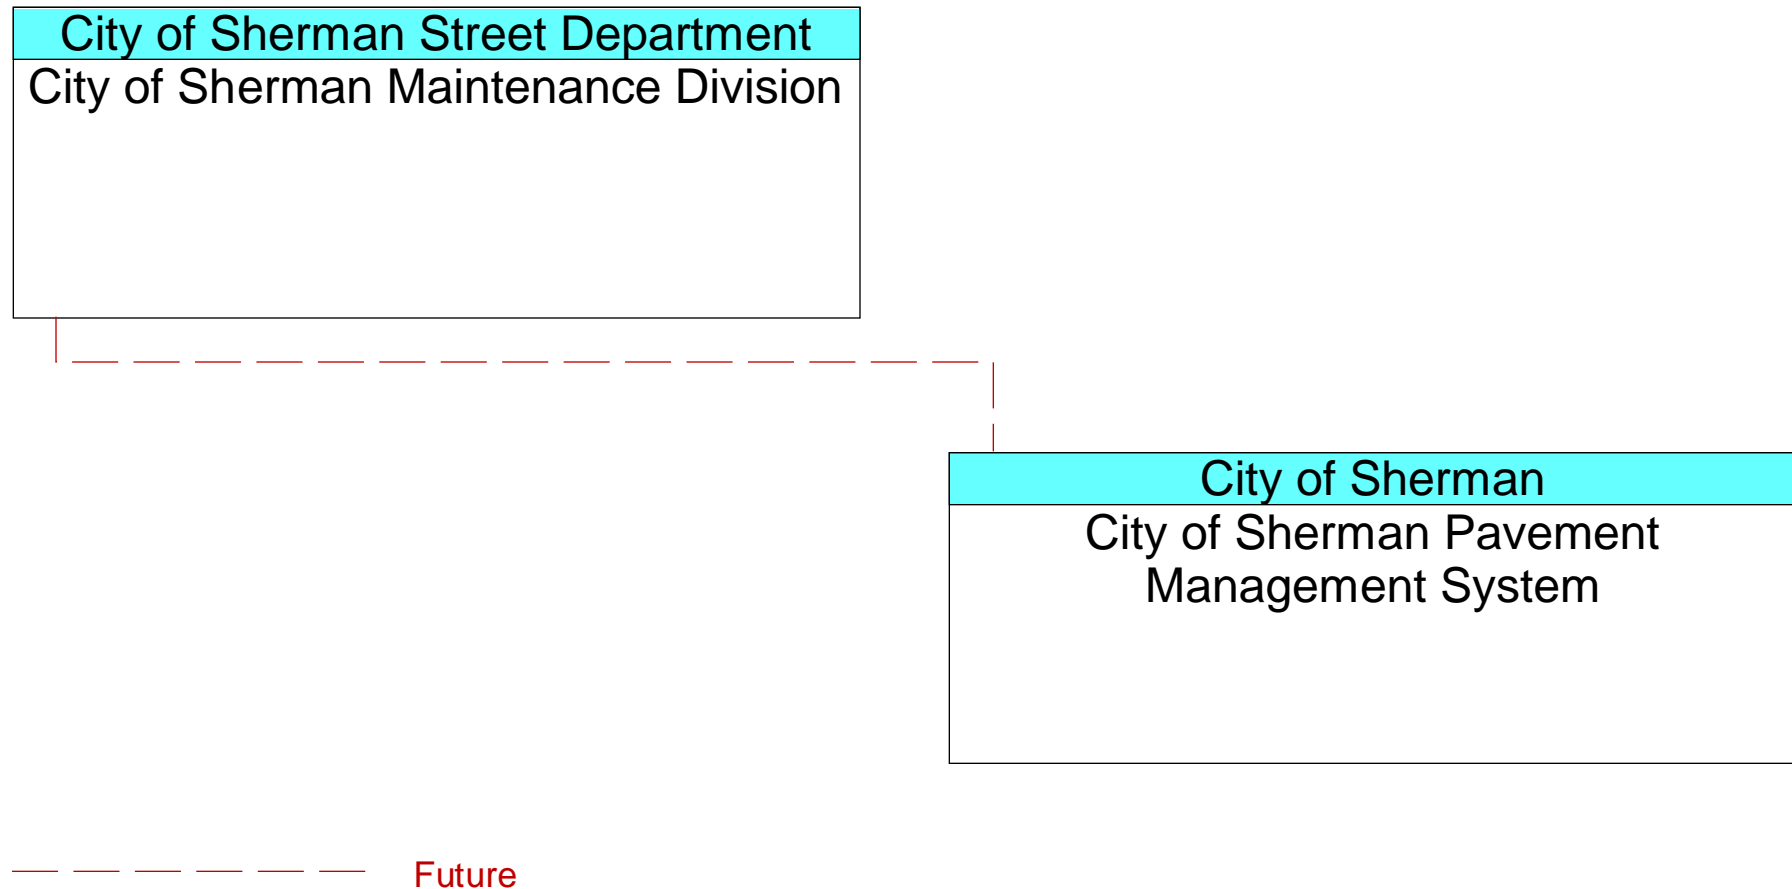 City of Sherman Street Department
City of Sherman Maintenance Division
City of Sherman
City of Sherman Pavement
Management System
Future